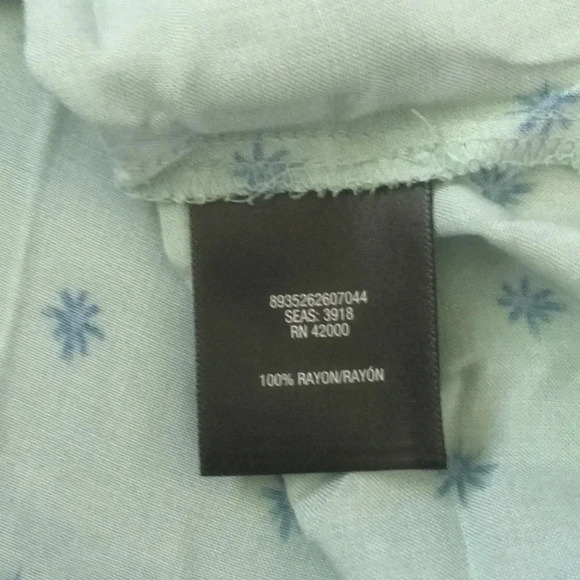 8935262607044
SEAS: 3918
RN 42000
100% RAYON/RAYÓN